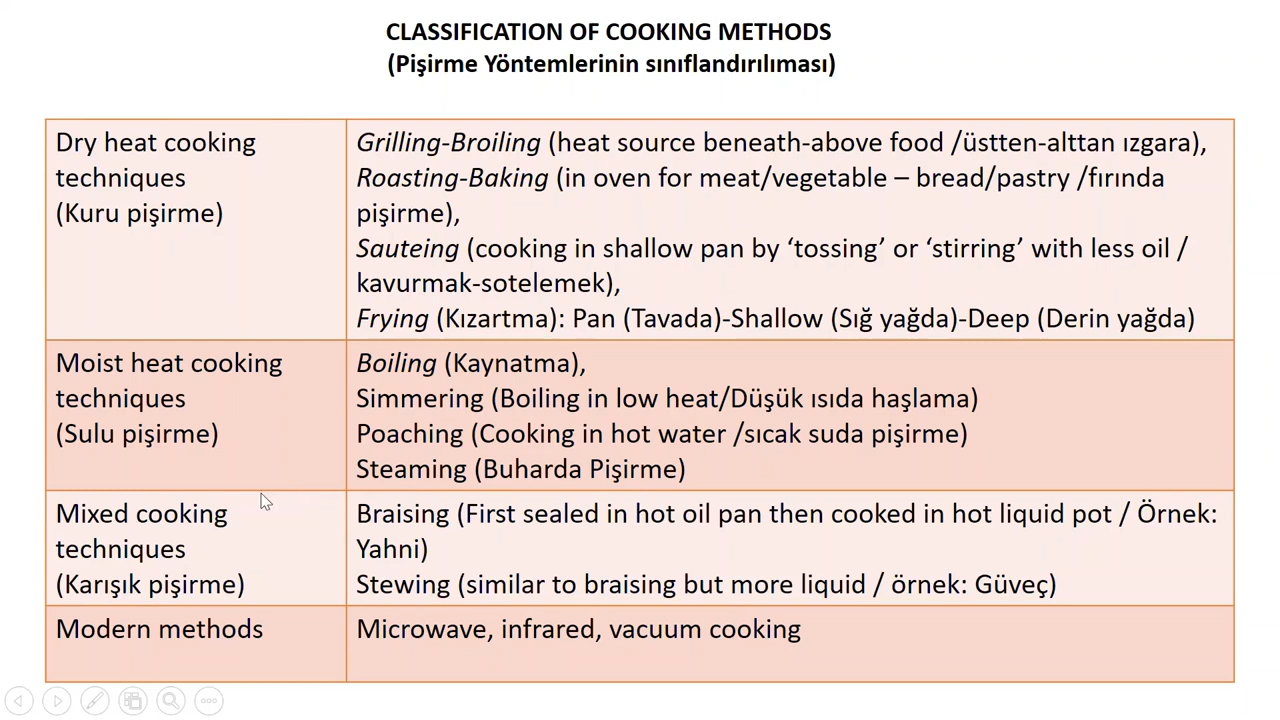 CLASSIFICATION OF COOKING METHODS
(Pişirme Yöntemlerinin sınıflandırılıması)
Dry heat cooking
techniques
(Kuru pişirme)
Grilling-Broiling (heat source beneath-above food /üstten-alttan ızgara),
Roasting-Baking (in oven for meat/vegetable – bread/pastry /fırında
pişirme),
Sauteing (cooking in shallow pan by ‘tossing’ or ‘stirring’ with less oil /
kavurmak-sotelemek),
Frying (Kızartma): Pan (Tavada)-Shallow (Sığ yağda)-Deep (Derin yağda)
Moist heat cooking
techniques
(Sulu pişirme)
Boiling (Kaynatma),
Simmering (Boiling in low heat/Düşük ısıda haşlama)
Poaching (Cooking in hot water /sıcak suda pişirme)
Steaming (Buharda Pişirme)
Mixed cooking
techniques
(Karışık pişirme)
Braising (First sealed in hot oil pan then cooked in hot liquid pot / Örnek:
Yahni)
Stewing (similar to braising but more liquid / örnek: Güveç)
Modern methods
Microwave, infrared, vacuum cooking